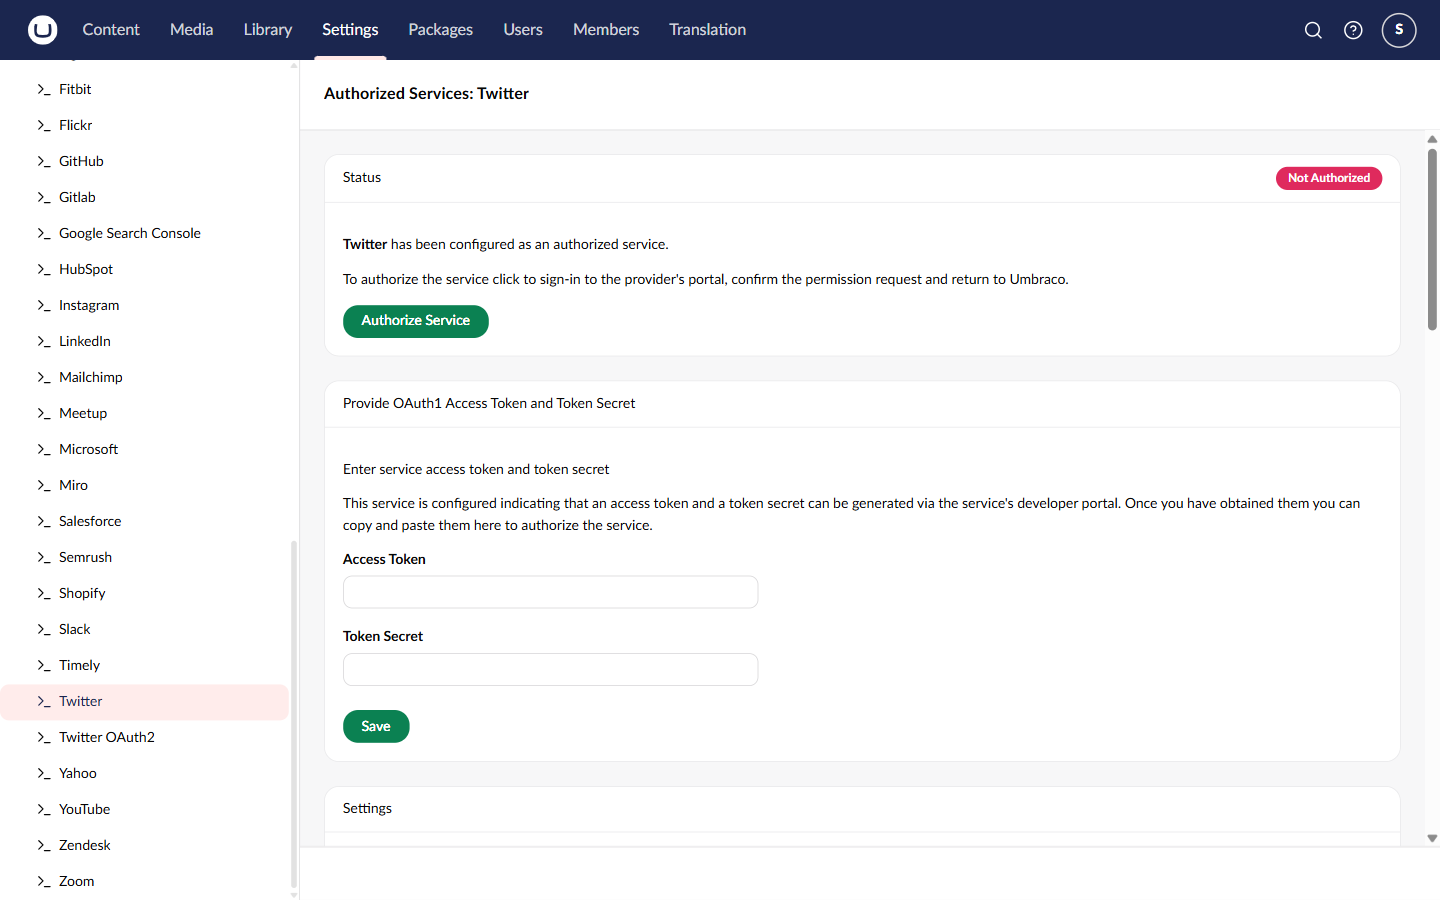 Content Media Library Settings Packages Users Members Translation S
Fitbit
Flickr
GitHub
Gitlab
Google Search Console
HubSpot
Instagram
LinkedIn
Mailchimp
Meetup
Microsoft
Miro
Salesforce
Semrush
Shopify
Slack
Timely
Twitter
Twitter OAuth2
Yahoo
YouTube
Zendesk
Zoom
Authorized Services: Twitter
Status Not Authorized
Twitter has been configured as an authorized service.
To authorize the service click to sign-in to the provider's portal, confirm the permission request and return to Umbraco.
Authorize Service
Provide OAuth1 Access Token and Token Secret
Enter service access token and token secret
This service is configured indicating that an access token and a token secret can be generated via the service's developer portal. Once you have obtained them you can
copy and paste them here to authorize the service.
Access Token
Token Secret
Save
Settings